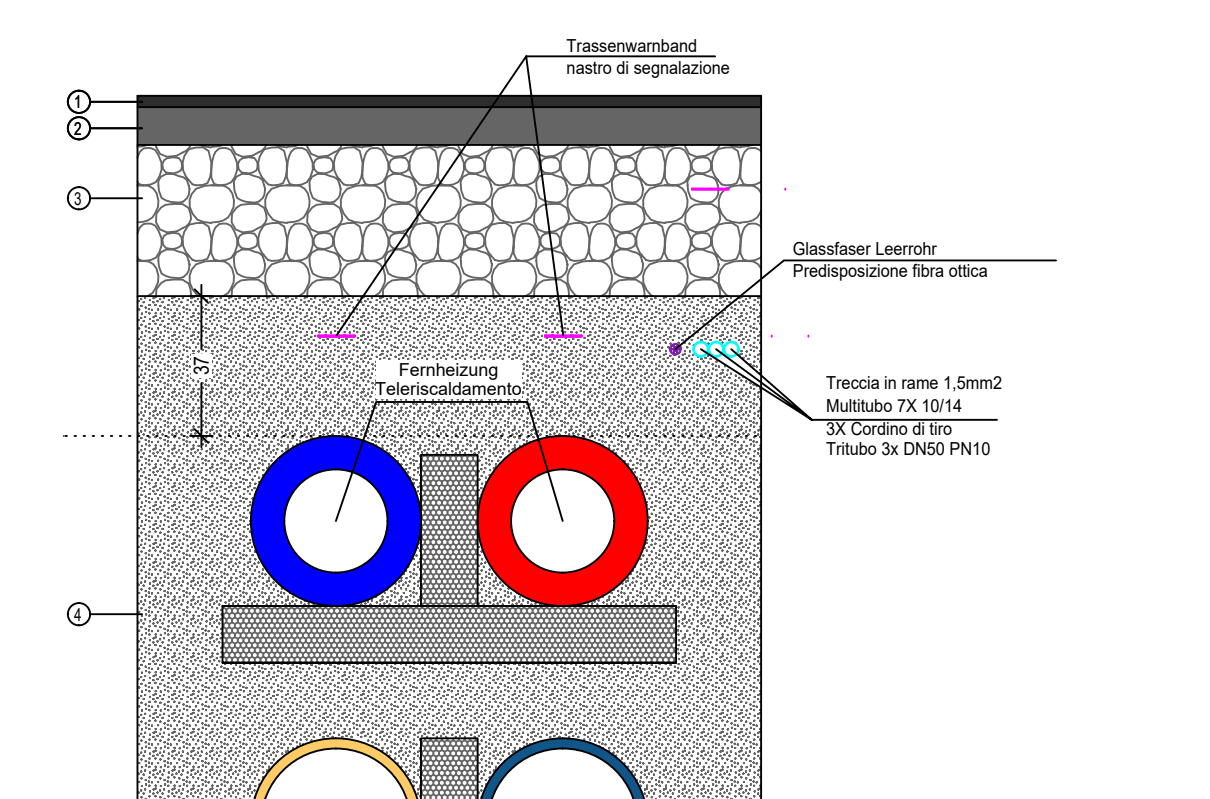 Trassenwarnband
nastro di segnalazione
1
2
3
Glassfaser Leerrohr
Predisposizione fibra ottica
37
Fernheizung
Teleriscaldamento
Treccia in rame 1,5mm2
Multitubo 7X 10/14
3X Cordino di tiro
Tritubo 3x DN50 PN10
4